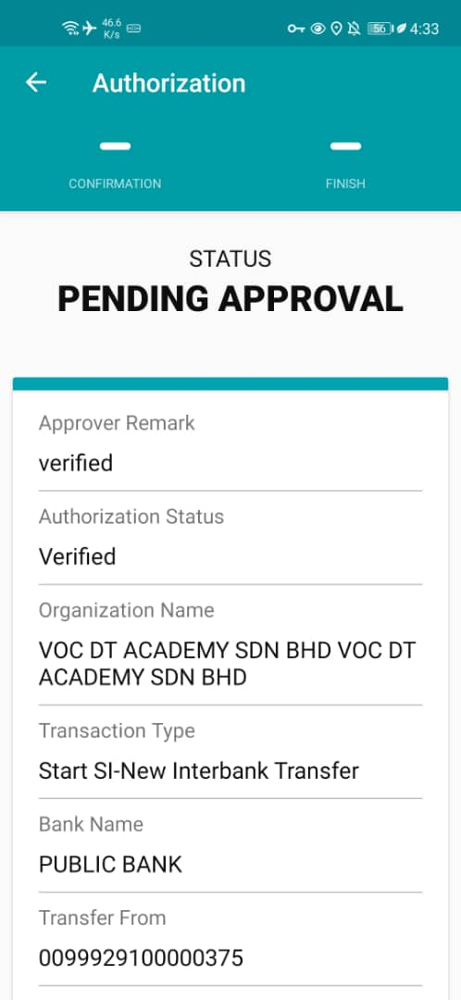 46.6
K/s
56
4:33
Authorization
CONFIRMATION
FINISH
STATUS
PENDING APPROVAL
Approver Remark
verified
Authorization Status
Verified
Organization Name
VOC DT ACADEMY SDN BHD VOC DT
ACADEMY SDN BHD
Transaction Type
Start SI-New Interbank Transfer
Bank Name
PUBLIC BANK
Transfer From
0099929100000375